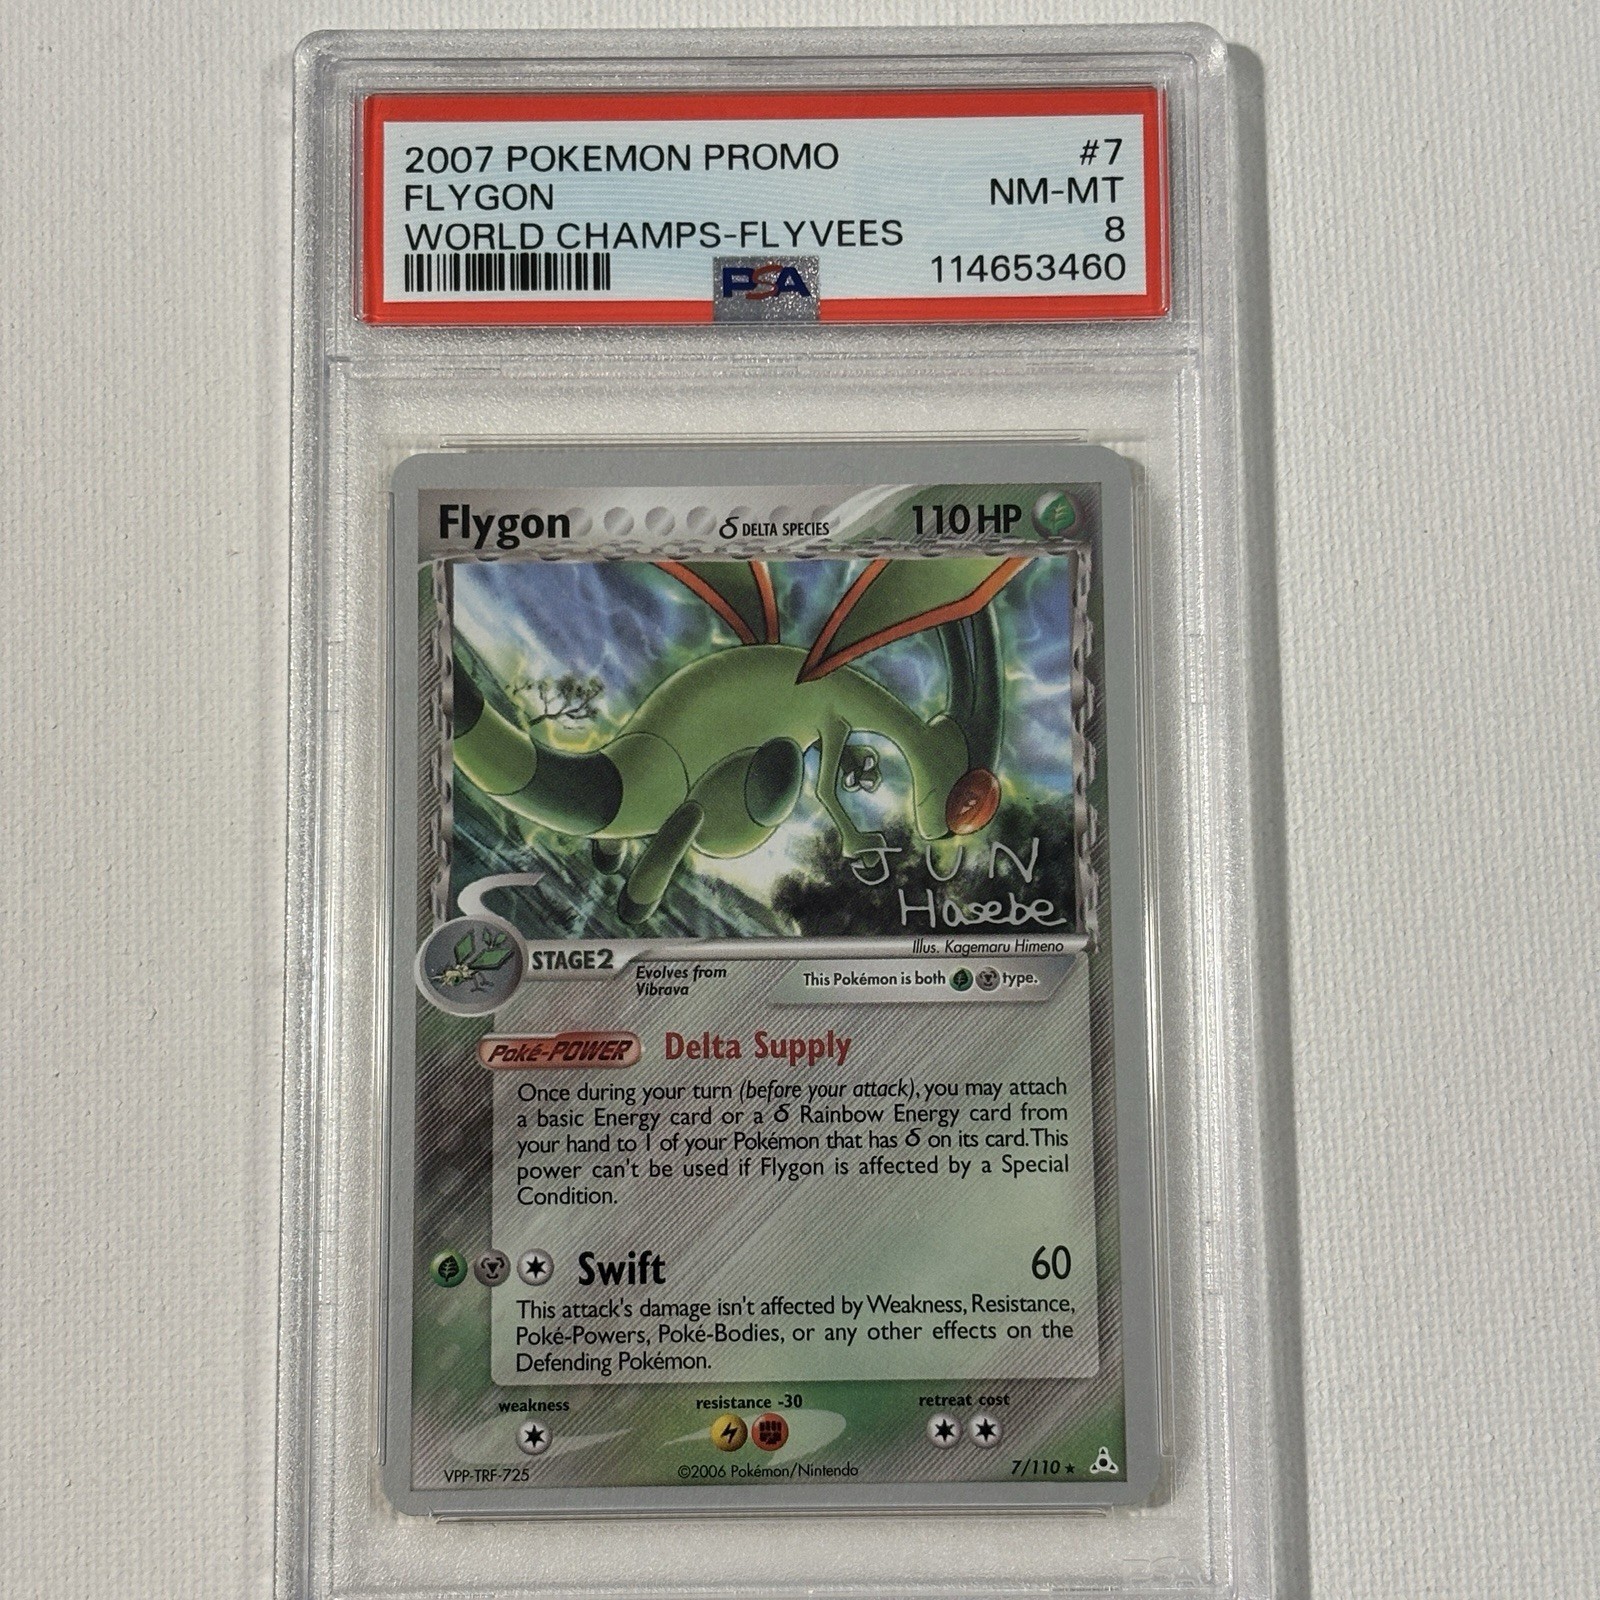 2007 POKEMON PROMO #7
FLYGON NM-MT
WORLD CHAMPS-FLYVEES 8
PSA 114653460
Flygon δ DELTA SPECIES 110 HP
JUN
Hasebe
Illus. Kagemaru Himeno
STAGE2
Evolves from
Vibrava
This Pokémon is both type.
Poké-POWER Delta Supply
Once during your turn (before your attack), you may attach
a basic Energy card or a δ Rainbow Energy card from
your hand to 1 of your Pokémon that has δ on its card. This
power can't be used if Flygon is affected by a Special
Condition.
Swift 60
This attack's damage isn't affected by Weakness, Resistance,
Poké-Powers, Poké-Bodies, or any other effects on the
Defending Pokémon.
weakness resistance -30 retreat cost
VPP-TRF-725 ©2006 Pokémon/Nintendo 7/110 ★